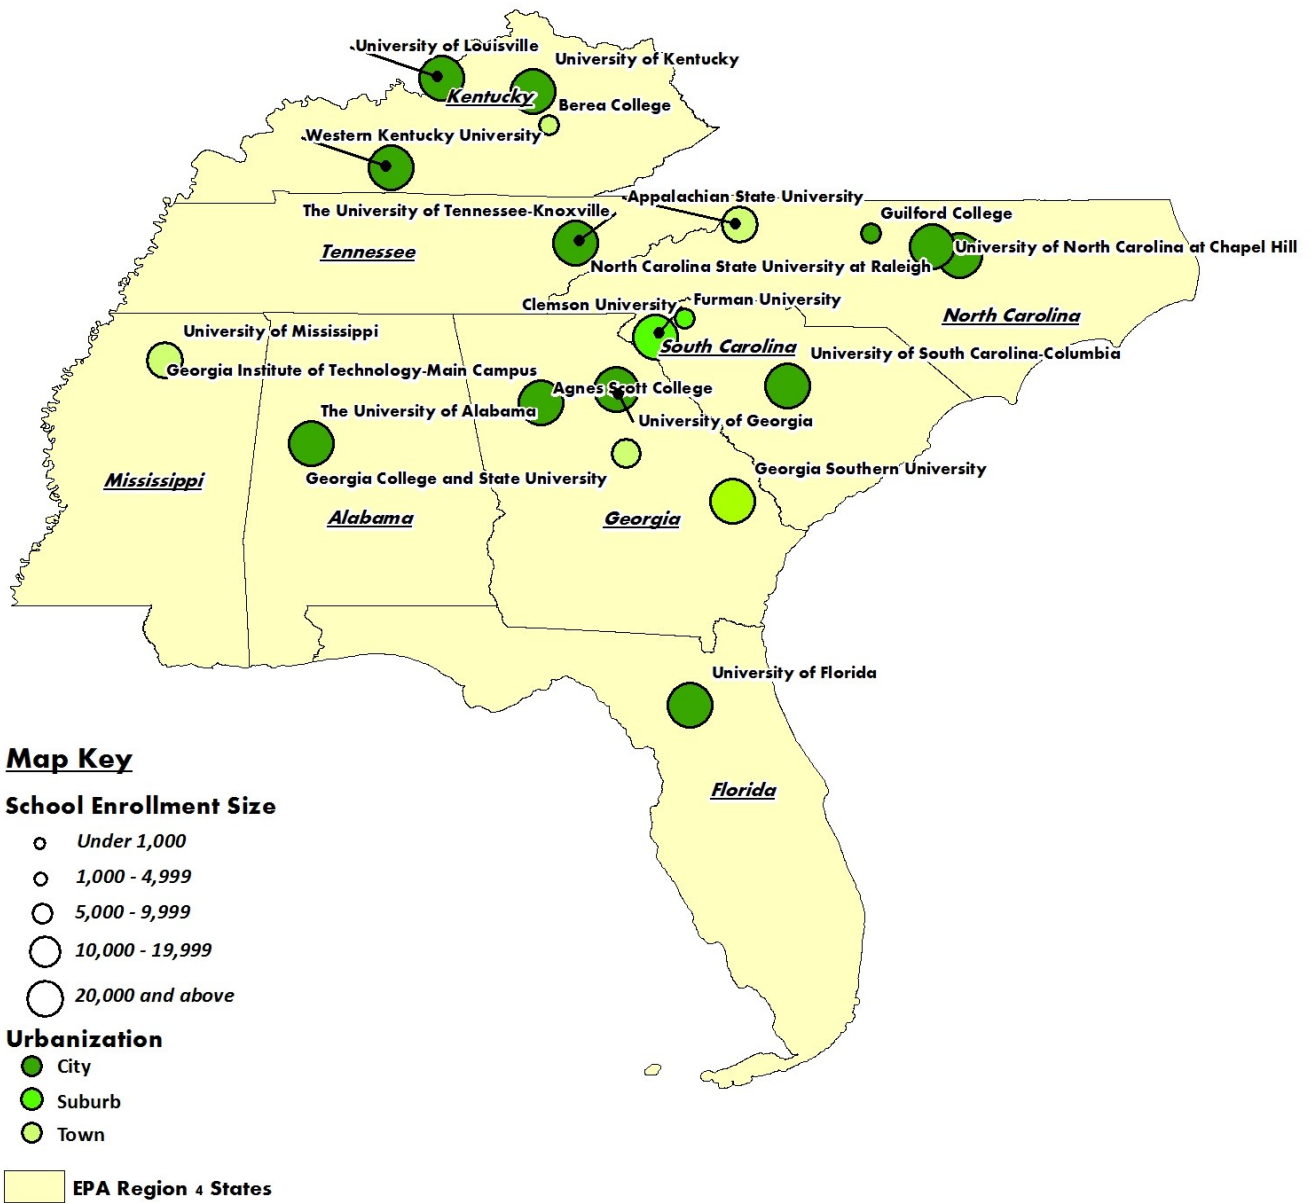 University of Louisville
University of Kentucky
Kentucky
Berea College
Western Kentucky University
Appalachian State University
The University of Tennessee-Knoxville
Guilford College
Tennessee
University of North Carolina at Chapel Hill
North Carolina State University at Raleigh
Clemson University
Furman University
North Carolina
University of Mississippi
South Carolina
University of South Carolina-Columbia
Georgia Institute of Technology-Main Campus
Agnes Scott College
The University of Alabama
University of Georgia
Georgia Southern University
Mississippi
Georgia College and State University
Alabama
Georgia
University of Florida
Florida
Map Key
School Enrollment Size
Under 1,000
1,000 - 4,999
5,000 - 9,999
10,000 - 19,999
20,000 and above
Urbanization
City
Suburb
Town
EPA Region 4 States